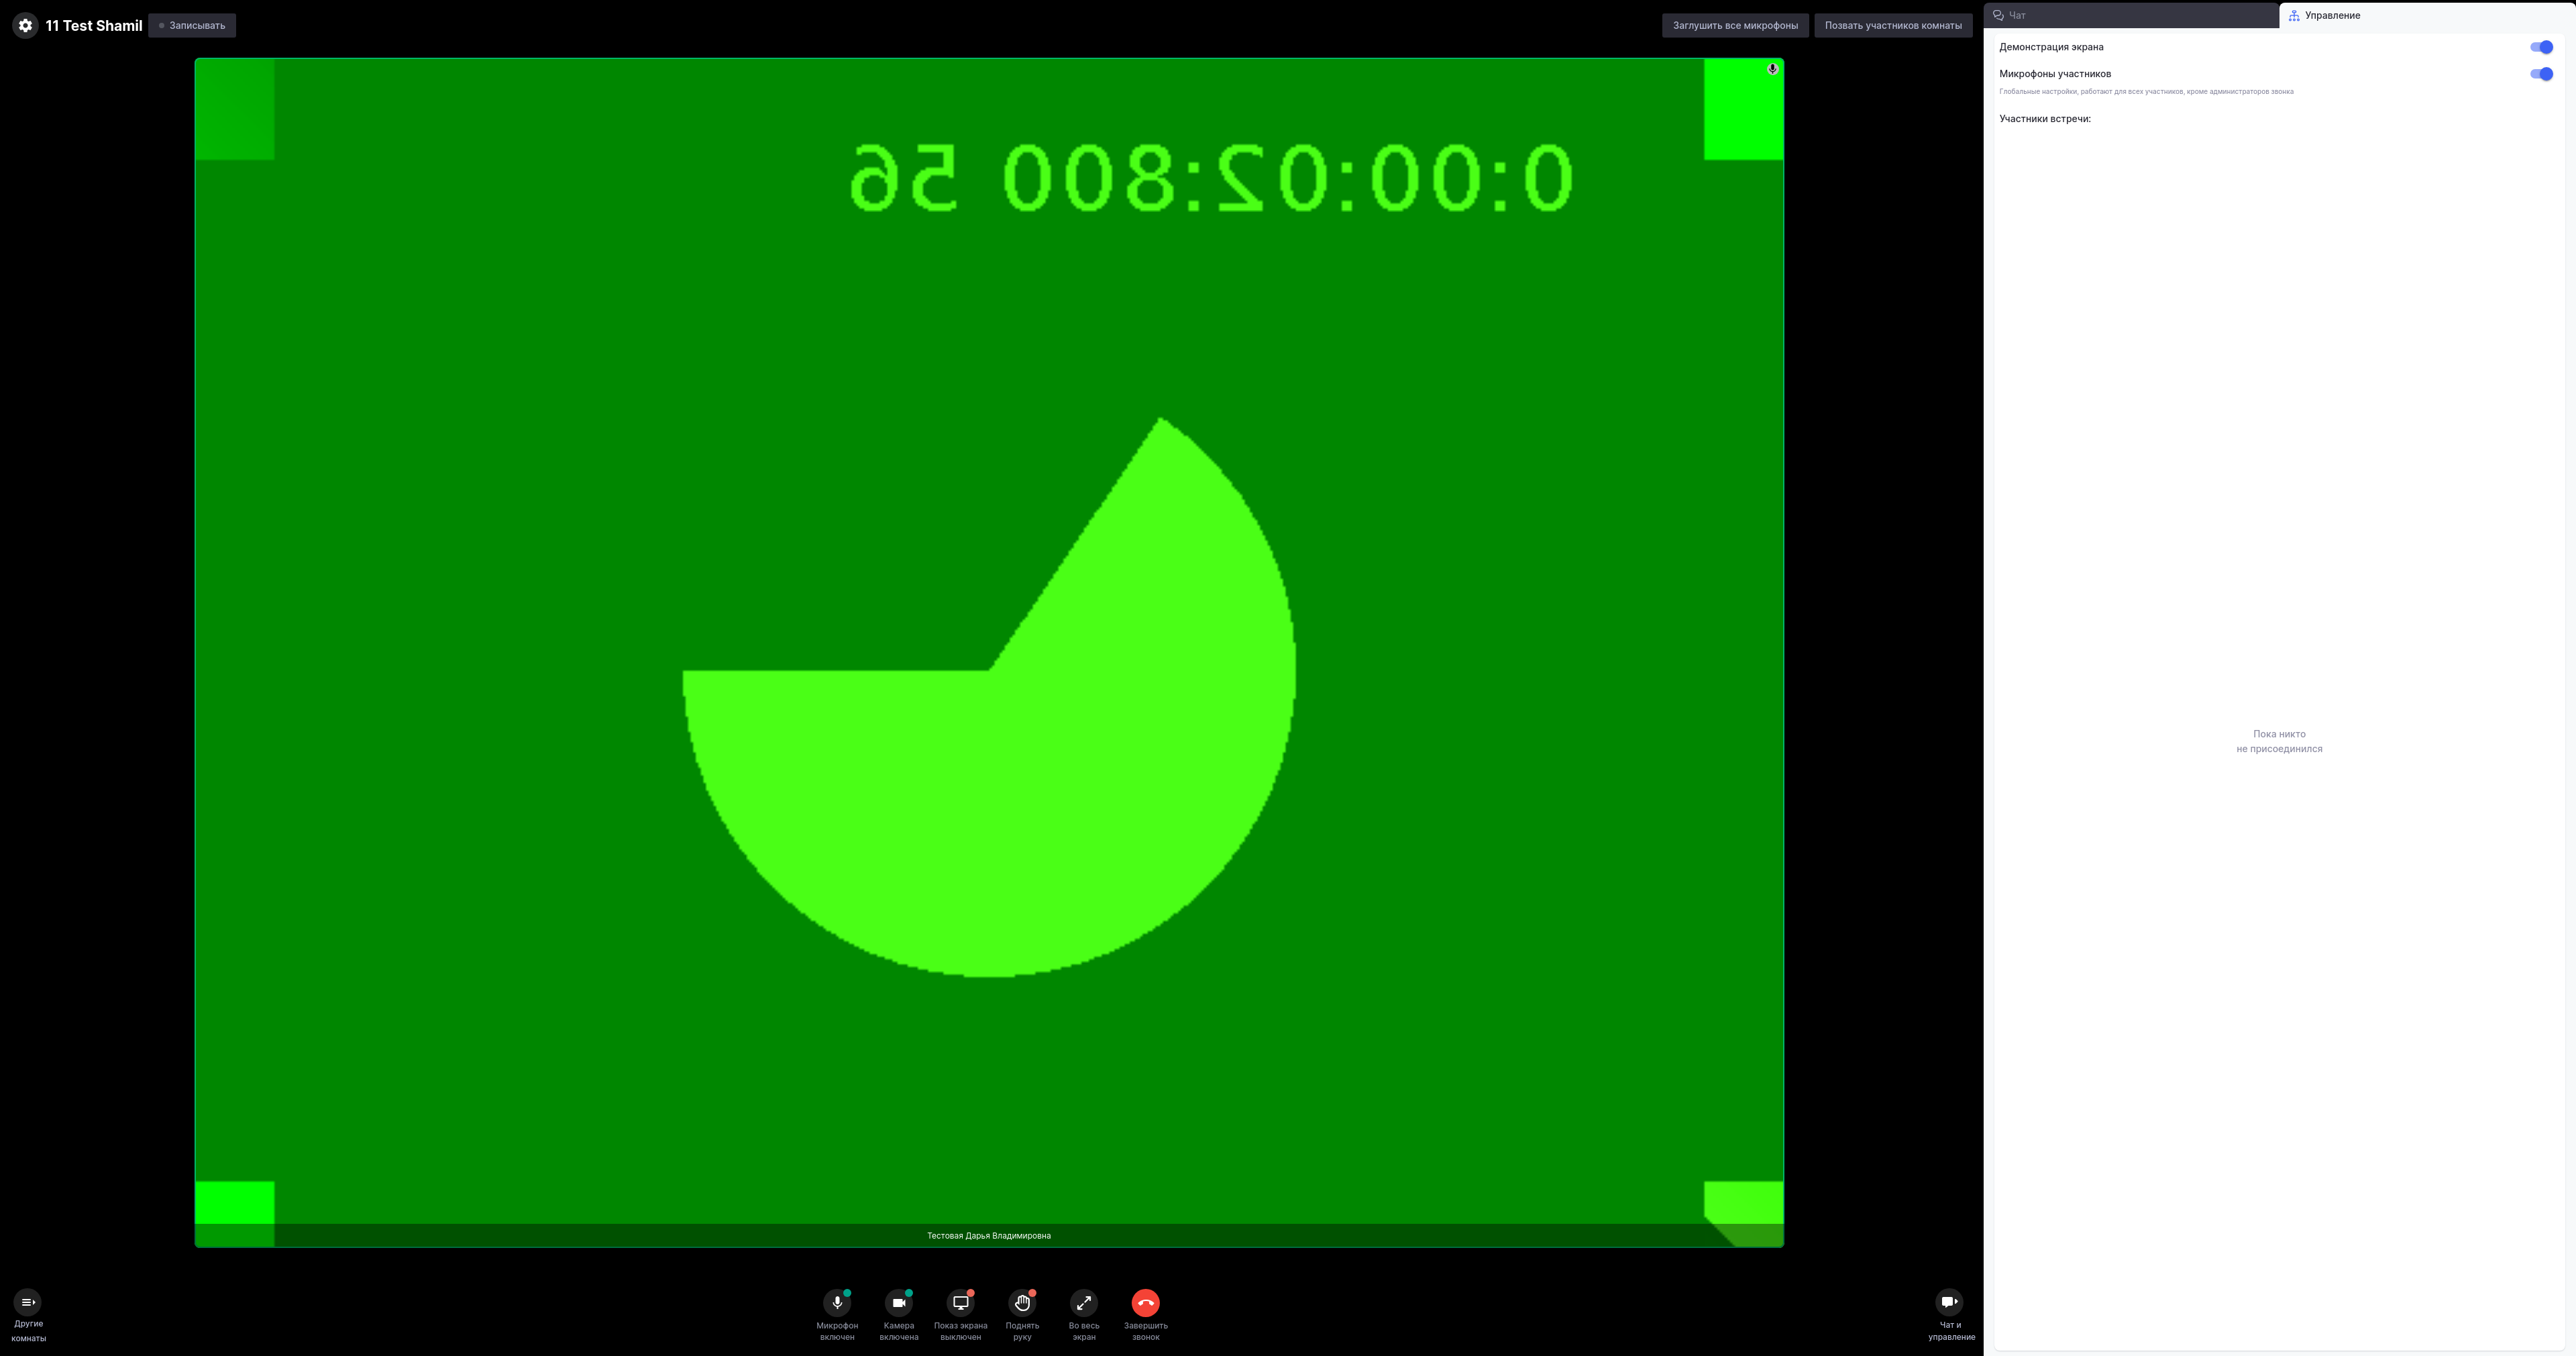 11 Test Shamil
Записывать
Заглушить все микрофоны
Позвать участников комнаты
0:00:02:800 56
Тестовая Дарья Владимировна
Другие
комнаты
Микрофон
включен
Камера
включена
Показ экрана
выключен
Поднять
руку
Во весь
экран
Завершить
звонок
Чат и
управление
Чат
Управление
Демонстрация экрана
Микрофоны участников
Глобальные настройки, работают для всех участников, кроме администраторов звонка
Участники встречи:
Пока никто
не присоединился